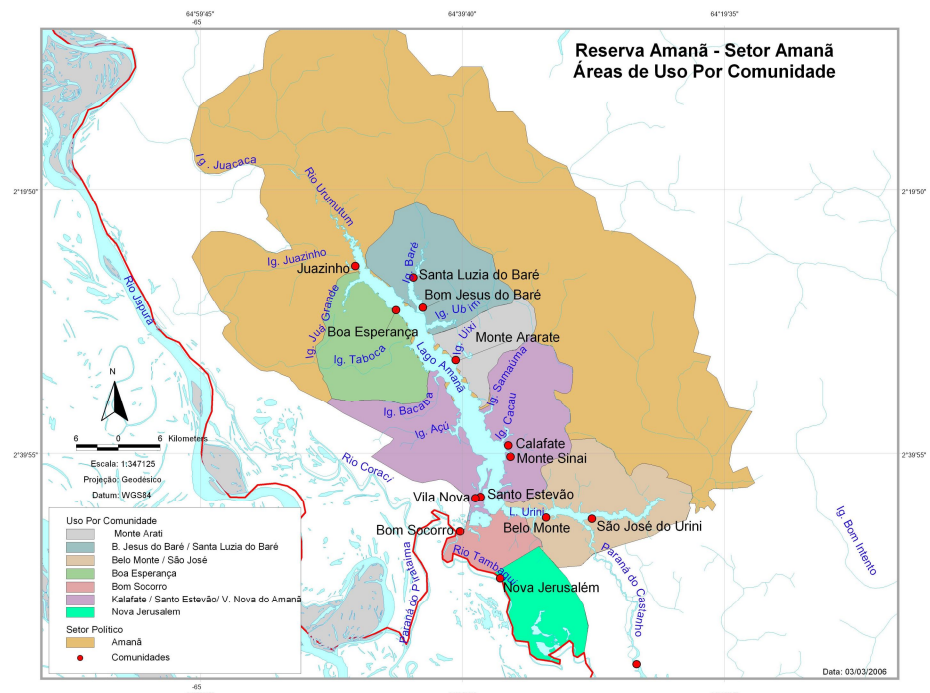 64°59'45"
-65
64°39'40"
64°19'35"
Reserva Amanã - Setor Amanã
Áreas de Uso Por Comunidade
2°19'50"
2°19'50"
Ig. Juacaca
Rio Urumutum
Ig. Juazinho
Juazinho
Ig. Baré
Santa Luzia do Baré
Bom Jesus do Baré
Ig. Ubim
Ig. Juá Grande
Boa Esperança
Ig. Uixi
Monte Ararate
Rio Japura
Ig. Taboca
Lago Amanã
Ig. Samaúma
Ig. Bacaba
Ig. Cacau
Ig. Açú
N
6 0 6 Kilometers
Escala: 1:347125
Projeção: Geodésico
Datum: WGS84
2°39'55"
2°39'55"
Calafate
Monte Sinai
Rio Coraci
Vila Nova
Santo Estevão
L. Urini
Belo Monte
São José do Urini
Bom Socorro
Ig. Bom Intento
Rio Tambaqui
Nova Jerusalém
Paraná do Castanho
Paraná do Pirataima
Uso Por Comunidade
Monte Arati
B. Jesus do Baré / Santa Luzia do Baré
Belo Monte / São José
Boa Esperança
Bom Socorro
Kalafate / Santo Estevão/ V. Nova do Amanã
Nova Jerusalem
Setor Político
Amanã
Comunidades
Data: 03/03/2006
-65